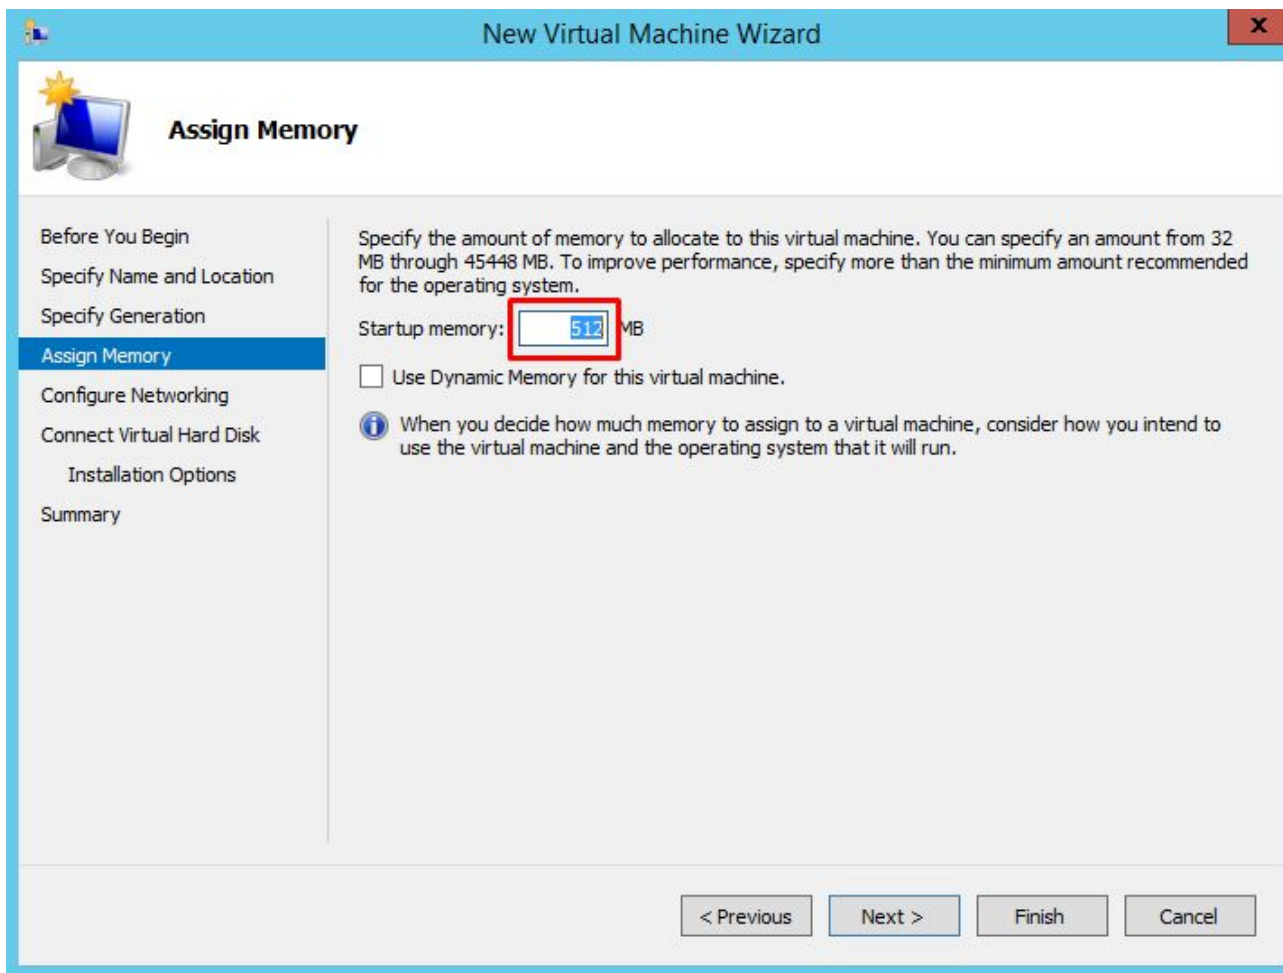 New Virtual Machine Wizard
x
Assign Memory
Before You Begin
Specify Name and Location
Specify Generation
Assign Memory
Configure Networking
Connect Virtual Hard Disk
Installation Options
Summary
Specify the amount of memory to allocate to this virtual machine. You can specify an amount from 32
MB through 45448 MB. To improve performance, specify more than the minimum amount recommended
for the operating system.
Startup memory: 512 MB
Use Dynamic Memory for this virtual machine.
When you decide how much memory to assign to a virtual machine, consider how you intend to
use the virtual machine and the operating system that it will run.
< Previous Next > Finish Cancel